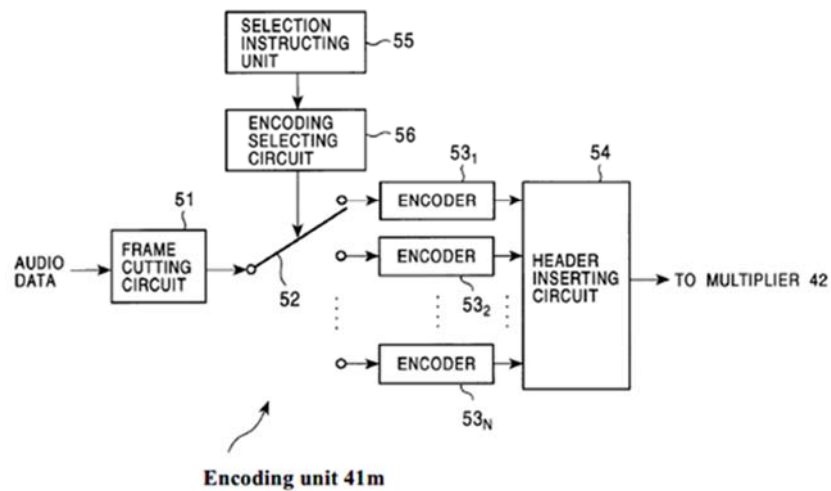 SELECTION
INSTRUCTING
UNIT
55
ENCODING
SELECTING
CIRCUIT
56
51
FRAME
CUTTING
CIRCUIT
AUDIO
DATA
52
53₁
ENCODER
ENCODER
53₂
ENCODER
53ₙ
54
HEADER
INSERTING
CIRCUIT
TO MULTIPLIER 42
Encoding unit 41m